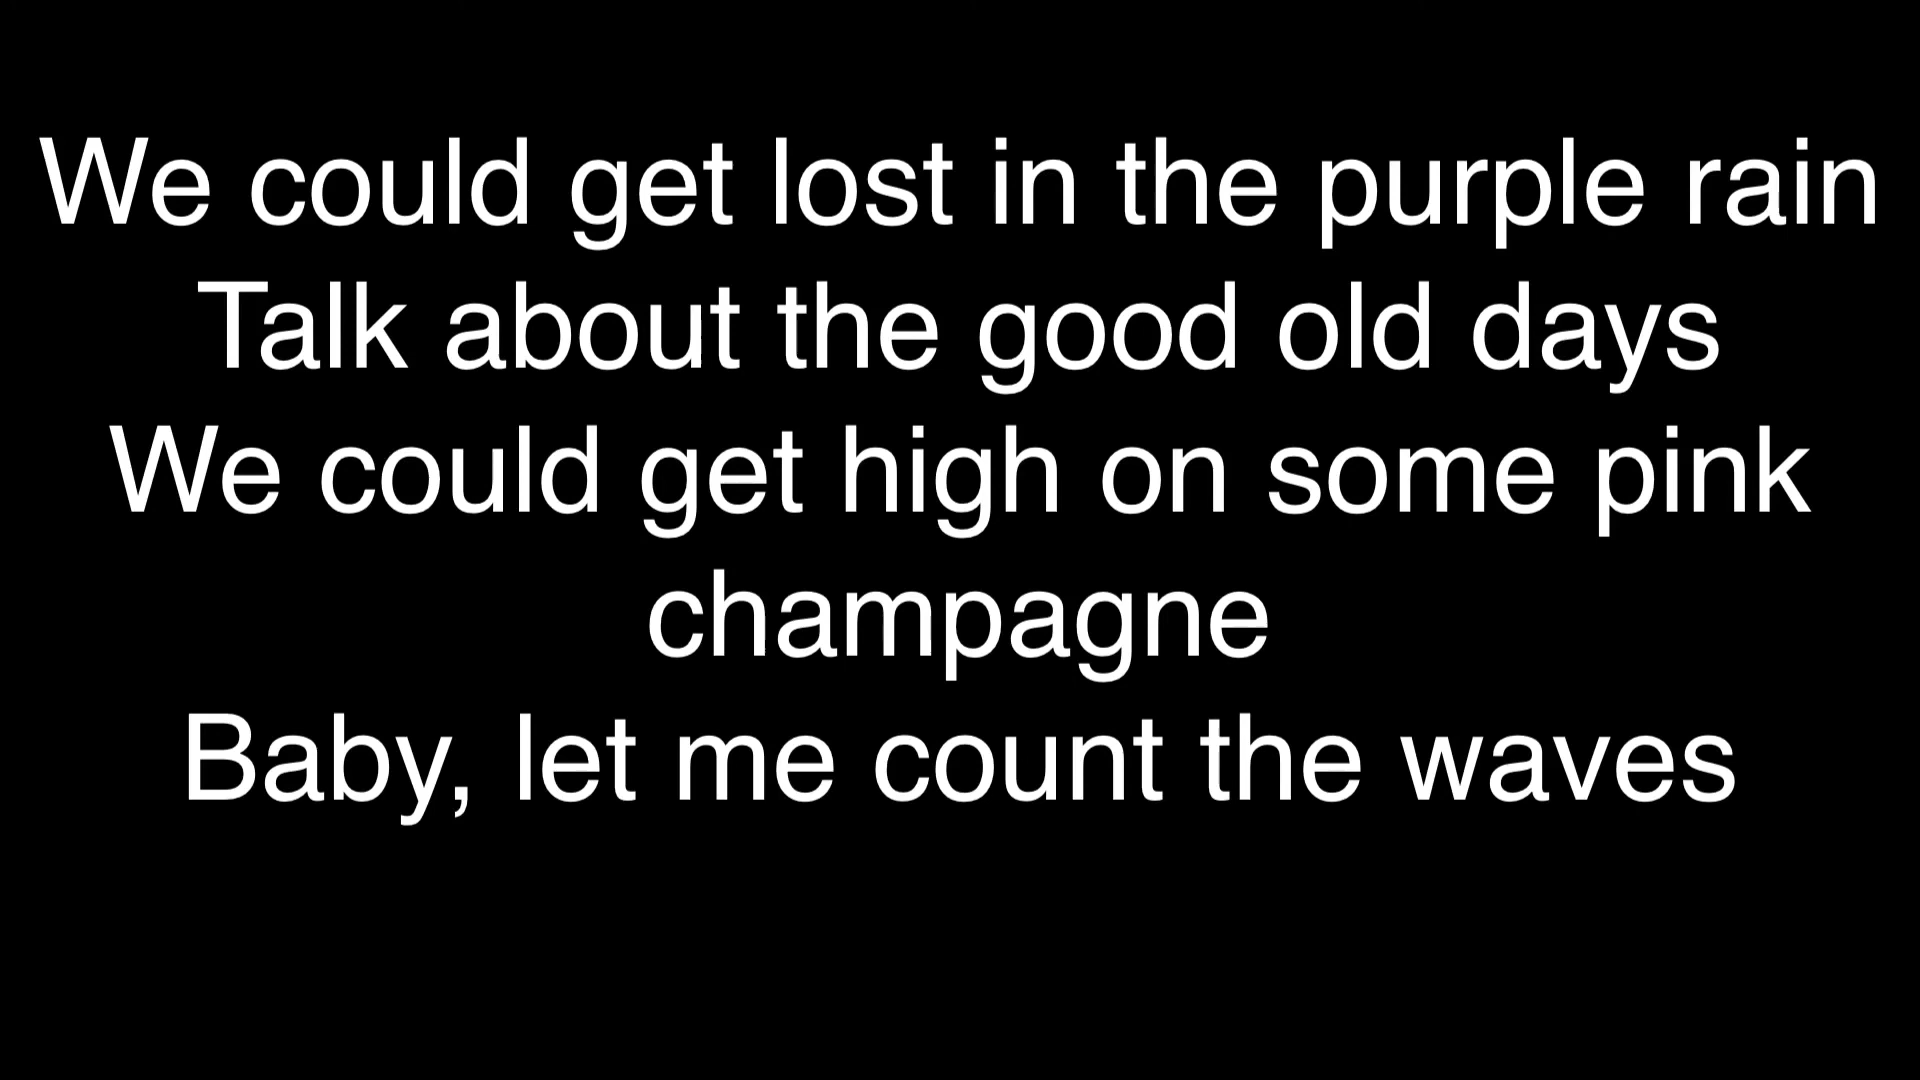 We could get lost in the purple rain
Talk about the good old days
We could get high on some pink
champagne
Baby, let me count the waves